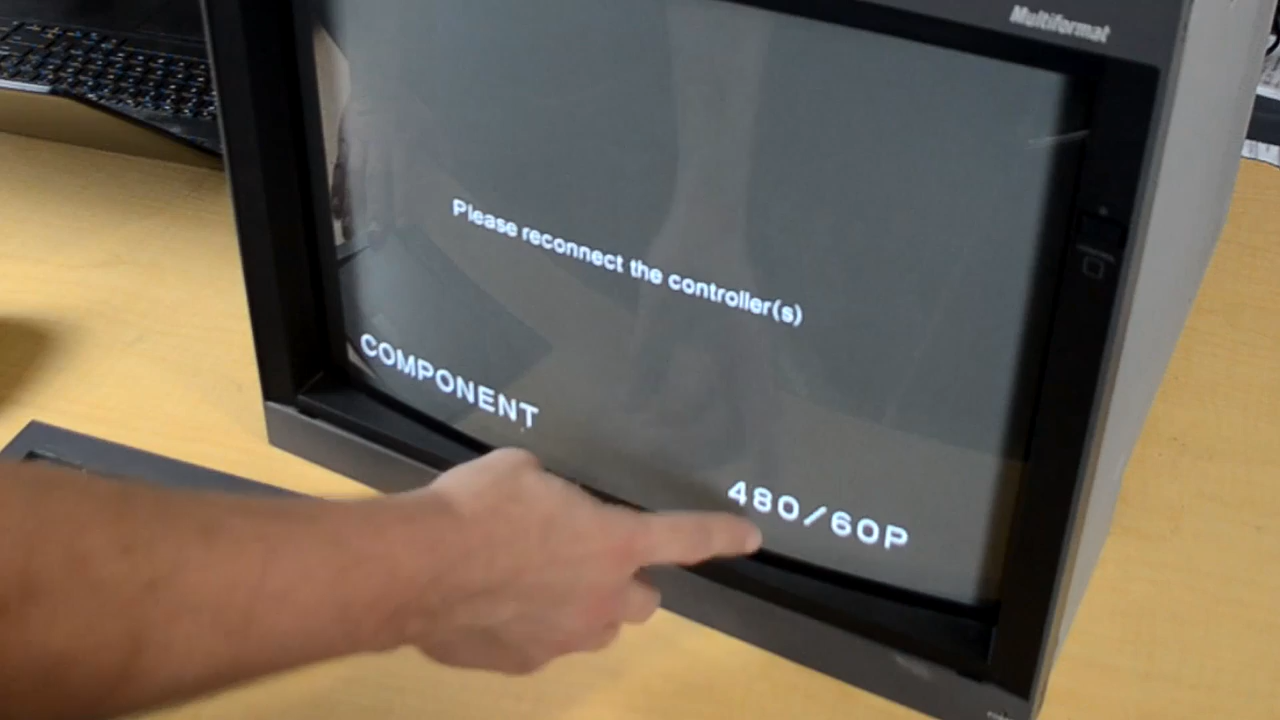 Multiformat
Please reconnect the controller(s)
COMPONENT
480/60P